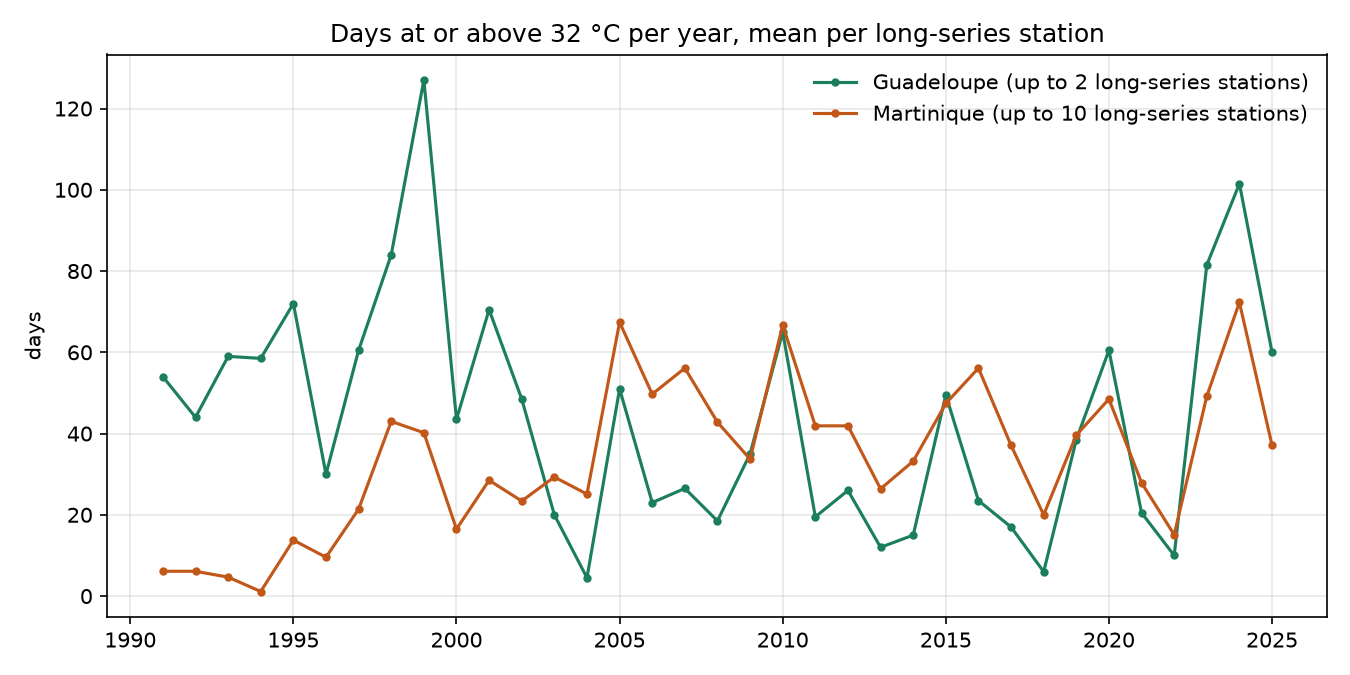 Days at or above 32 °C per year, mean per long-series station
Guadeloupe (up to 2 long-series stations)
Martinique (up to 10 long-series stations)
days
120
100
80
60
40
20
0
1990 1995 2000 2005 2010 2015 2020 2025